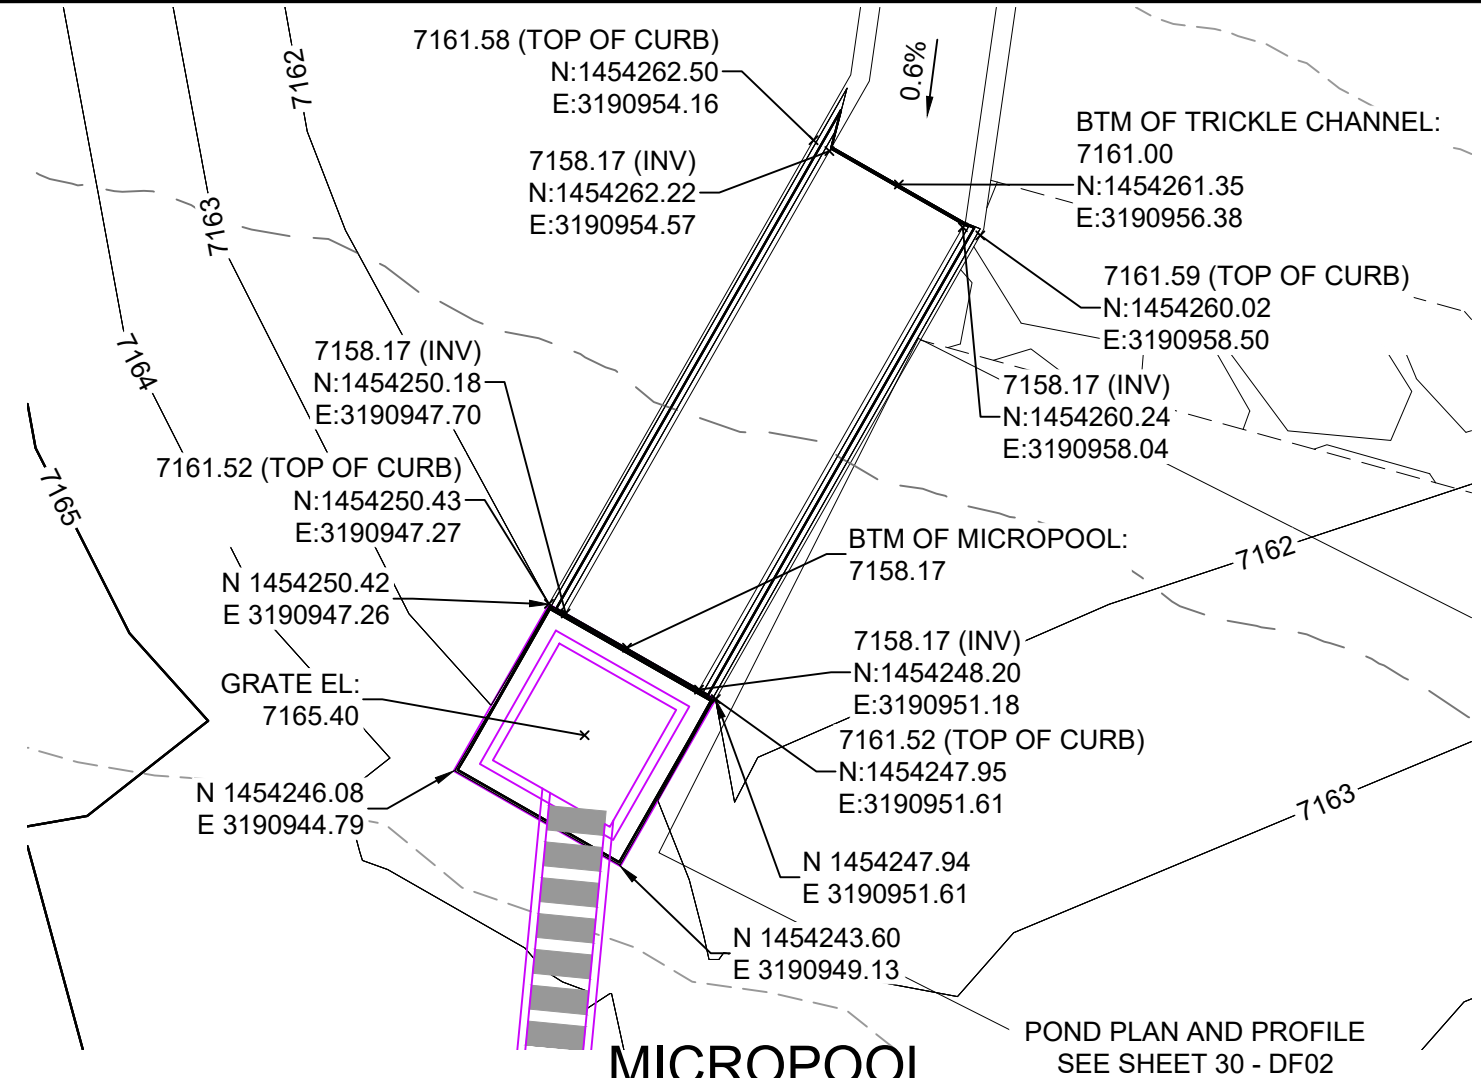 7161.58 (TOP OF CURB)
N:1454262.50
E:3190954.16
7162
0.6%
BTM OF TRICKLE CHANNEL:
7161.00
N:1454261.35
E:3190956.38
7158.17 (INV)
N:1454262.22
E:3190954.57
7163
7161.59 (TOP OF CURB)
N:1454260.02
E:3190958.50
7164
7158.17 (INV)
N:1454250.18
E:3190947.70
7158.17 (INV)
N:1454260.24
E:3190958.04
7165
7161.52 (TOP OF CURB)
N:1454250.43
E:3190947.27
BTM OF MICROPOOL:
7158.17
7162
N 1454250.42
E 3190947.26
7158.17 (INV)
N:1454248.20
E:3190951.18
GRATE EL:
7165.40
7161.52 (TOP OF CURB)
N:1454247.95
E:3190951.61
7163
N 1454246.08
E 3190944.79
N 1454247.94
E 3190951.61
N 1454243.60
E 3190949.13
POND PLAN AND PROFILE
SEE SHEET 30 - DF02
MICROPOOL